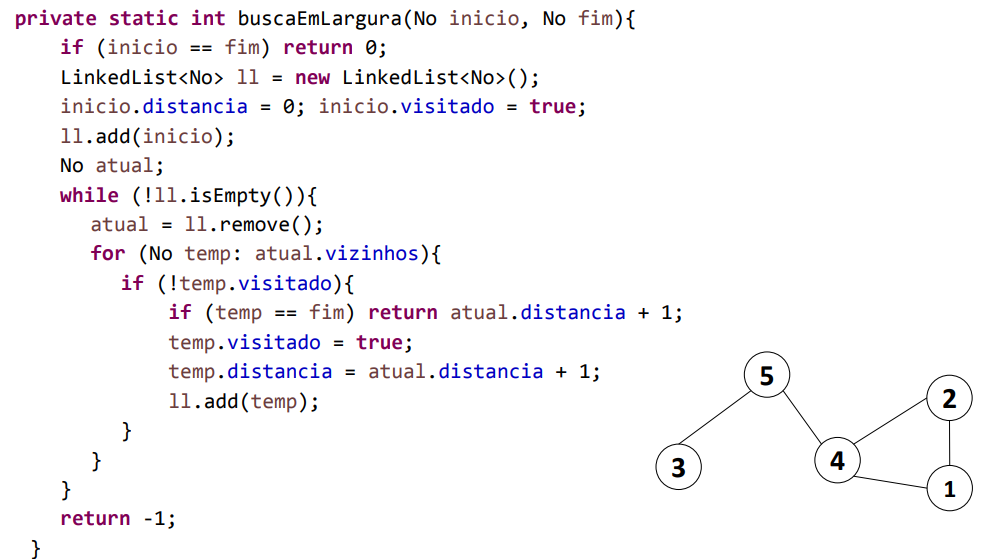 private static int buscaEmLargura(No inicio, No fim){
if (inicio == fim) return 0;
LinkedList<No> ll = new LinkedList<No>();
inicio.distancia = 0; inicio.visitado = true;
ll.add(inicio);
No atual;
while (!ll.isEmpty()){
atual = ll.remove();
for (No temp: atual.vizinhos){
if (!temp.visitado){
if (temp == fim) return atual.distancia + 1;
temp.visitado = true;
temp.distancia = atual.distancia + 1;
ll.add(temp);
}
}
}
return -1;
}
5
2
4
3
1